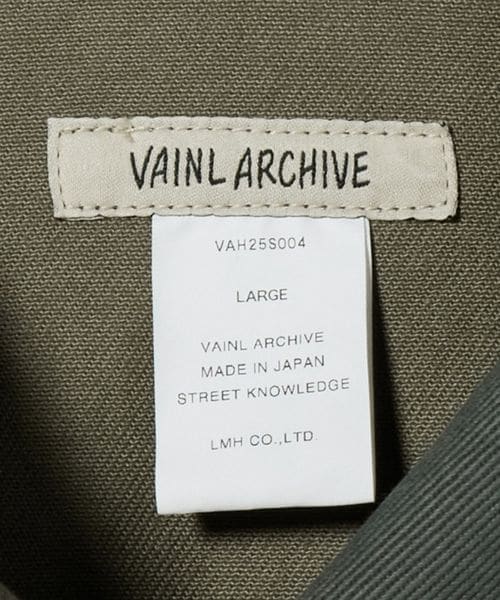 VAINL ARCHIVE
VAH25S004
LARGE
VAINL ARCHIVE
MADE IN JAPAN
STREET KNOWLEDGE
LMH CO.,LTD.